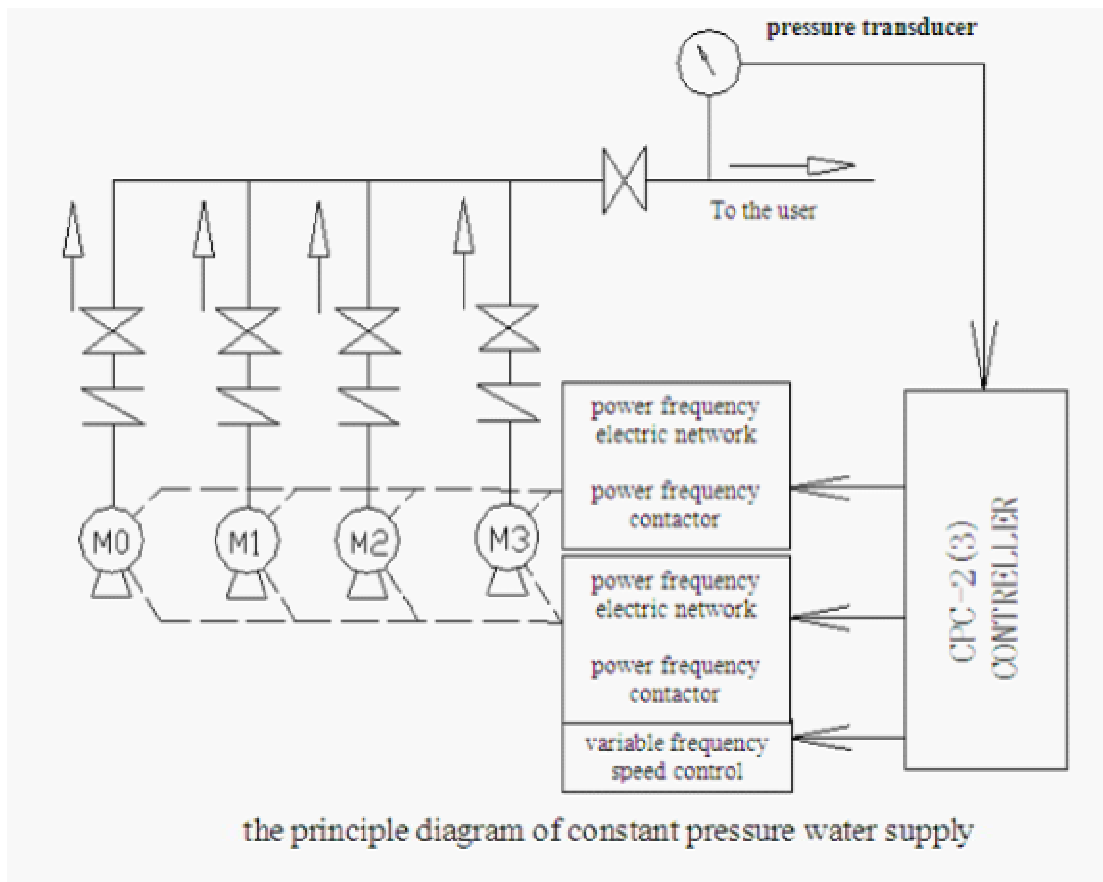 pressure transducer
To the user
power frequency
electric network
power frequency
contactor
M0
M1
M2
M3
power frequency
electric network
power frequency
contactor
variable frequency
speed control
CPC-2(3)
CONTRELLER
the principle diagram of constant pressure water supply